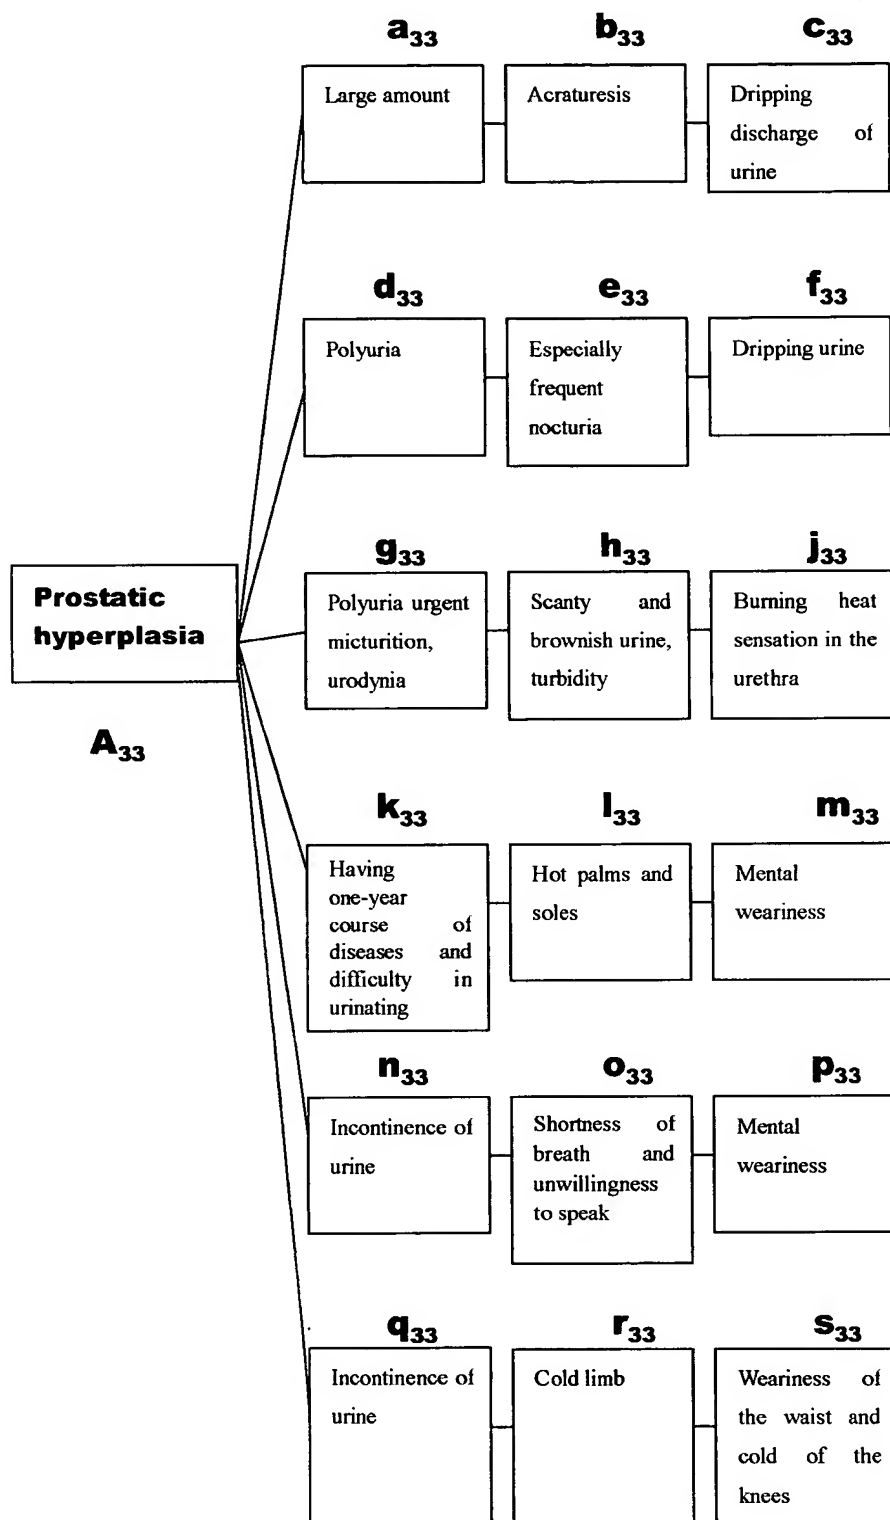 a33
b33
c33
Large amount
Acraturesis
Dripping
discharge of
urine
d33
e33
f33
Polyuria
Especially
frequent
nocturia
Dripping urine
Prostatic
hyperplasia
A33
g33
h33
j33
Polyuria urgent
micturition,
urodynia
Scanty and
brownish urine,
turbidity
Burning heat
sensation in the
urethra
k33
l33
m33
Having
one-year
course of
diseases and
difficulty in
urinating
Hot palms and
soles
Mental
weariness
n33
o33
p33
Incontinence of
urine
Shortness of
breath and
unwillingness
to speak
Mental
weariness
q33
r33
s33
Incontinence of
urine
Cold limb
Weariness of
the waist and
cold of the
knees